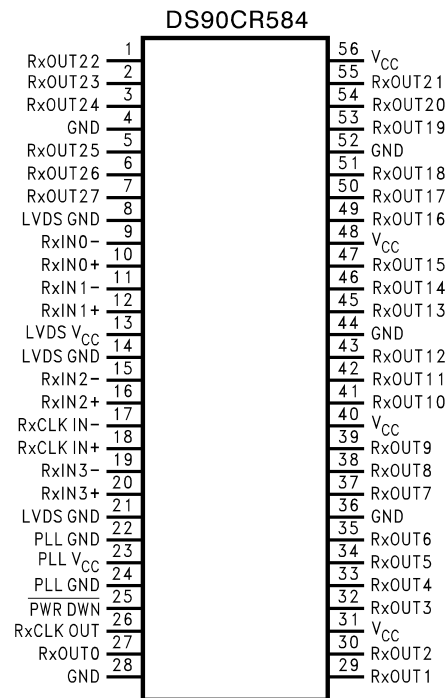 DS90CR584
RxOUT22 1 56 VCC
RxOUT23 2 55 RxOUT21
RxOUT24 3 54 RxOUT20
GND 4 53 RxOUT19
RxOUT25 5 52 GND
RxOUT26 6 51 RxOUT18
RxOUT27 7 50 RxOUT17
LVDS GND 8 49 RxOUT16
RxIN0- 9 48 VCC
RxIN0+ 10 47 RxOUT15
RxIN1- 11 46 RxOUT14
RxIN1+ 12 45 RxOUT13
LVDS VCC 13 44 GND
LVDS GND 14 43 RxOUT12
RxIN2- 15 42 RxOUT11
RxIN2+ 16 41 RxOUT10
RxCLK IN- 17 40 VCC
RxCLK IN+ 18 39 RxOUT9
RxIN3- 19 38 RxOUT8
RxIN3+ 20 37 RxOUT7
LVDS GND 21 36 GND
PLL GND 22 35 RxOUT6
PLL VCC 23 34 RxOUT5
PLL GND 24 33 RxOUT4
PWR DWN 25 32 RxOUT3
RxCLK OUT 26 31 VCC
RxOUT0 27 30 RxOUT2
GND 28 29 RxOUT1